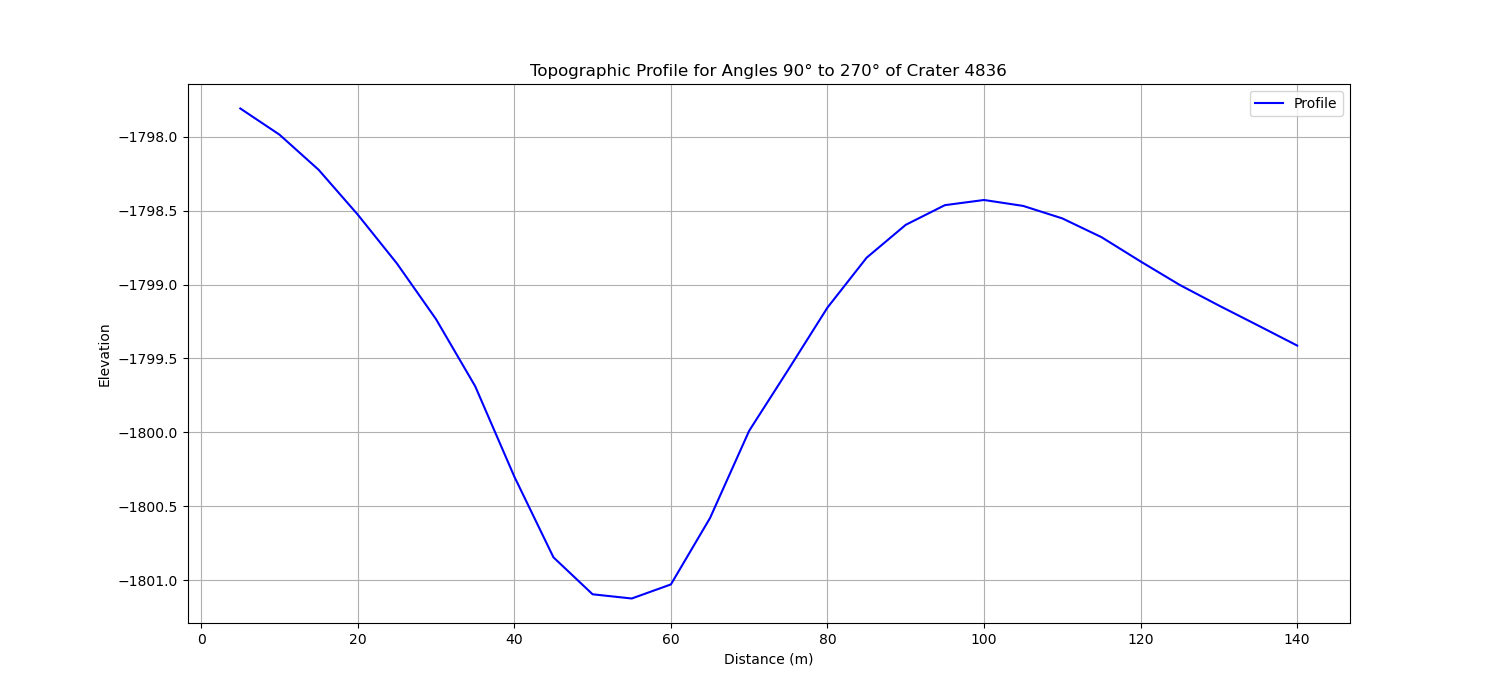 Topographic Profile for Angles 90° to 270° of Crater 4836
Profile
−1798.0
−1798.5
−1799.0
−1799.5
−1800.0
−1800.5
−1801.0
Elevation
0 20 40 60 80 100 120 140
Distance (m)